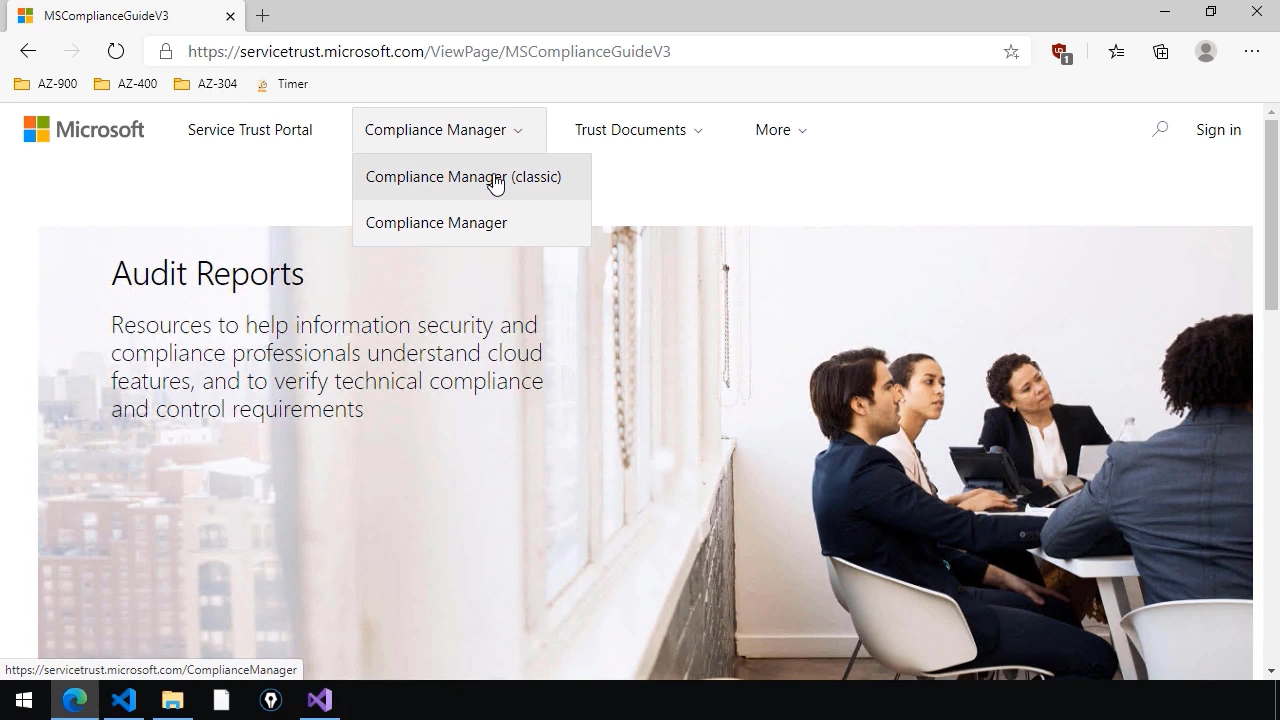 MSComplianceGuideV3
https://servicetrust.microsoft.com/ViewPage/MSComplianceGuideV3
1
AZ-900
AZ-400
AZ-304
Timer
Microsoft
Service Trust Portal
Compliance Manager
Trust Documents
More
Sign in
Compliance Manager (classic)
Compliance Manager
Audit Reports
Resources to help information security and
compliance professionals understand cloud
features, and to verify technical compliance
and control requirements
https://servicetrust.microsoft.com/ComplianceManager